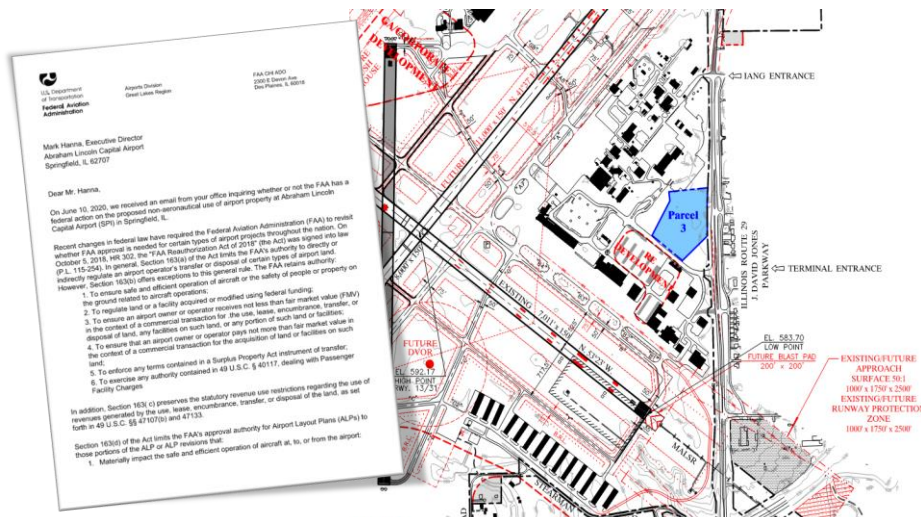 U.S. Department
of Transportation
Federal Aviation
Administration
Airports Division
Great Lakes Region
FAA CHI ADO
2300 E Devon Ave
Des Plaines, IL 60018
Mark Hanna, Executive Director
Abraham Lincoln Capital Airport
Springfield, IL 62707
Dear Mr. Hanna,
On June 10, 2020, we received an email from your office inquiring whether or not the FAA has a
federal action on the proposed non-aeronautical use of airport property at Abraham Lincoln
Capital Airport (SPI) in Springfield, IL.
Recent changes in federal law have required the Federal Aviation Administration (FAA) to revisit
whether FAA approval is needed for certain types of airport projects throughout the nation. On
October 5, 2018, HR 302, the "FAA Reauthorization Act of 2018" (the Act) was signed into law
(P.L. 115-254). In general, Section 163(a) of the Act limits the FAA's authority to directly or
indirectly regulate an airport operator's transfer or disposal of certain types of airport land.
However, Section 163(b) offers exceptions to this general rule. The FAA retains authority:
1. To ensure safe and efficient operation of aircraft or the safety of people or property on
the ground related to aircraft operations;
2. To regulate land or a facility acquired or modified using federal funding;
3. To ensure an airport owner or operator receives not less than fair market value (FMV)
in the context of a commercial transaction for the use, lease, encumbrance, transfer, or
disposal of land, any facilities on such land, or any portion of such land or facilities;
4. To ensure that an airport owner or operator pays not more than fair market value in
the context of a commercial transaction for the acquisition of land or facilities on such
land;
5. To enforce any terms contained in a Surplus Property Act instrument of transfer;
6. To exercise any authority contained in 49 U.S.C. § 40117, dealing with Passenger
Facility Charges
In addition, Section 163( c) preserves the statutory revenue use restrictions regarding the use of
revenues generated by the use, lease, encumbrance, transfer, or disposal of the land, as set
forth in 49 U.S.C. §§ 47107(b) and 47133.
Section 163(d) of the Act limits the FAA's approval authority for Airport Layout Plans (ALPs) to
those portions of the ALP or ALP revisions that:
1. Materially impact the safe and efficient operation of aircraft at, to, or from the airport;
GA/CORPORATE
DEVELOPMENT
FUTURE
IANG ENTRANCE
Parcel
3
DEVELOPMENT
ILLINOIS ROUTE 29
J. DAVID JONES
PARKWAY
TERMINAL ENTRANCE
EXISTING 7,001' x 150'
FUTURE
DVOR
EL. 592.17
HIGH POINT
RWY. 13/31
EL. 583.70
LOW POINT
FUTURE BLAST PAD
200' x 200'
EXISTING/FUTURE
APPROACH
SURFACE 50:1
1000' x 1750' x 2500'
EXISTING/FUTURE
RUNWAY PROTECTION
ZONE
1000' x 1750' x 2500'
MALSR
STEARMAN